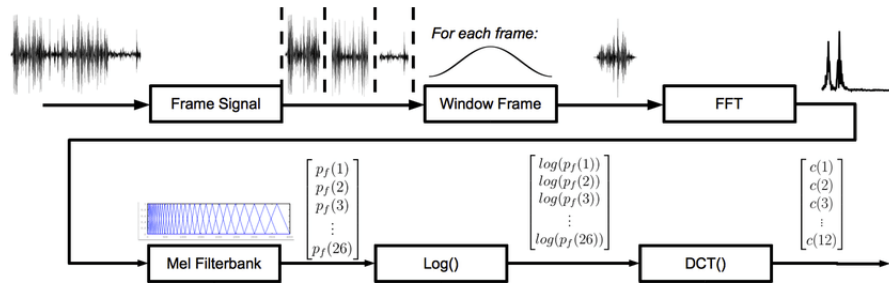 For each frame:
Frame Signal
Window Frame
FFT
p_f(1)
p_f(2)
p_f(3)
⋮
p_f(26)
log(p_f(1))
log(p_f(2))
log(p_f(3))
⋮
log(p_f(26))
c(1)
c(2)
c(3)
⋮
c(12)
Mel Filterbank
Log()
DCT()